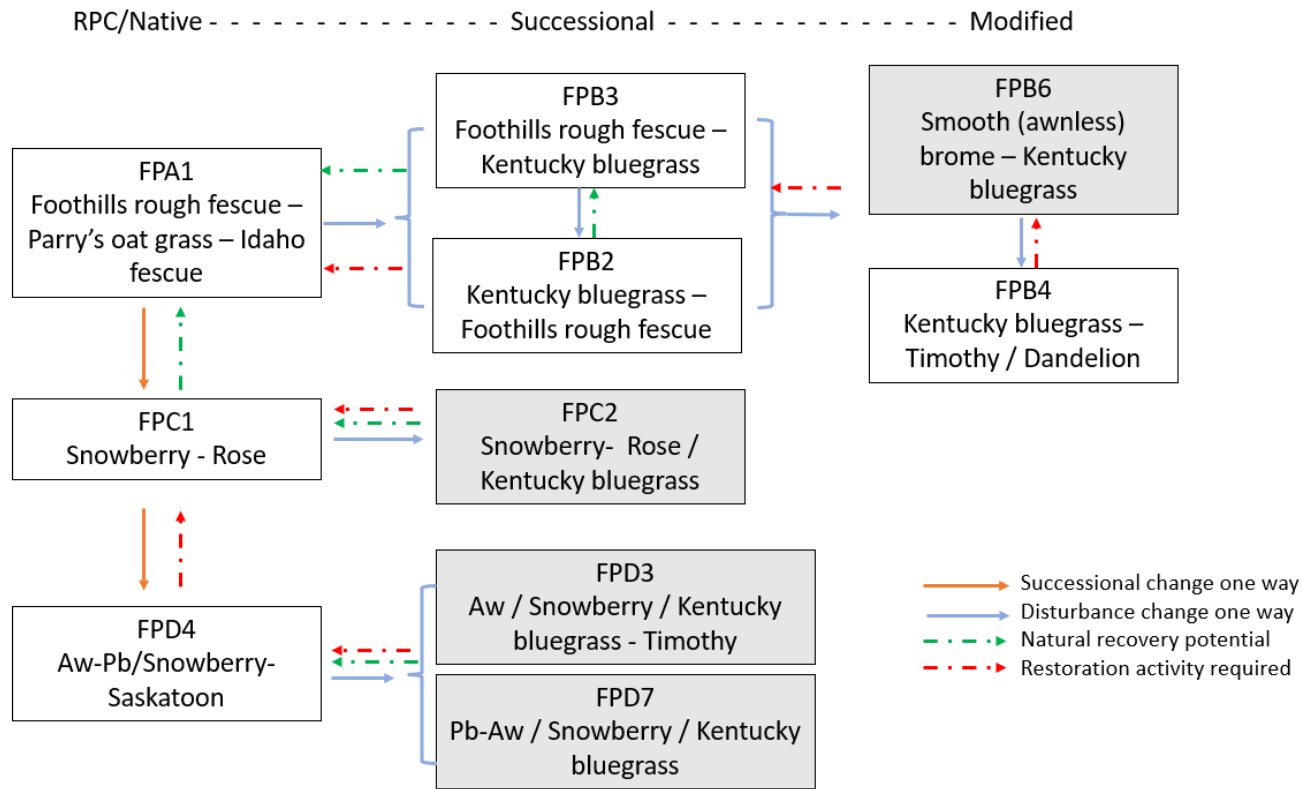 RPC/Native - - - - - - - - - - - - - - - - Successional - - - - - - - - - - - - - - - - Modified
FPB3
Foothills rough fescue –
Kentucky bluegrass
FPB6
Smooth (awnless)
brome – Kentucky
bluegrass
FPA1
Foothills rough fescue –
Parry's oat grass – Idaho
fescue
FPB2
Kentucky bluegrass –
Foothills rough fescue
FPB4
Kentucky bluegrass –
Timothy / Dandelion
FPC1
Snowberry - Rose
FPC2
Snowberry- Rose /
Kentucky bluegrass
FPD4
Aw-Pb/Snowberry-
Saskatoon
FPD3
Aw / Snowberry / Kentucky
bluegrass - Timothy
FPD7
Pb-Aw / Snowberry / Kentucky
bluegrass
Successional change one way
Disturbance change one way
Natural recovery potential
Restoration activity required